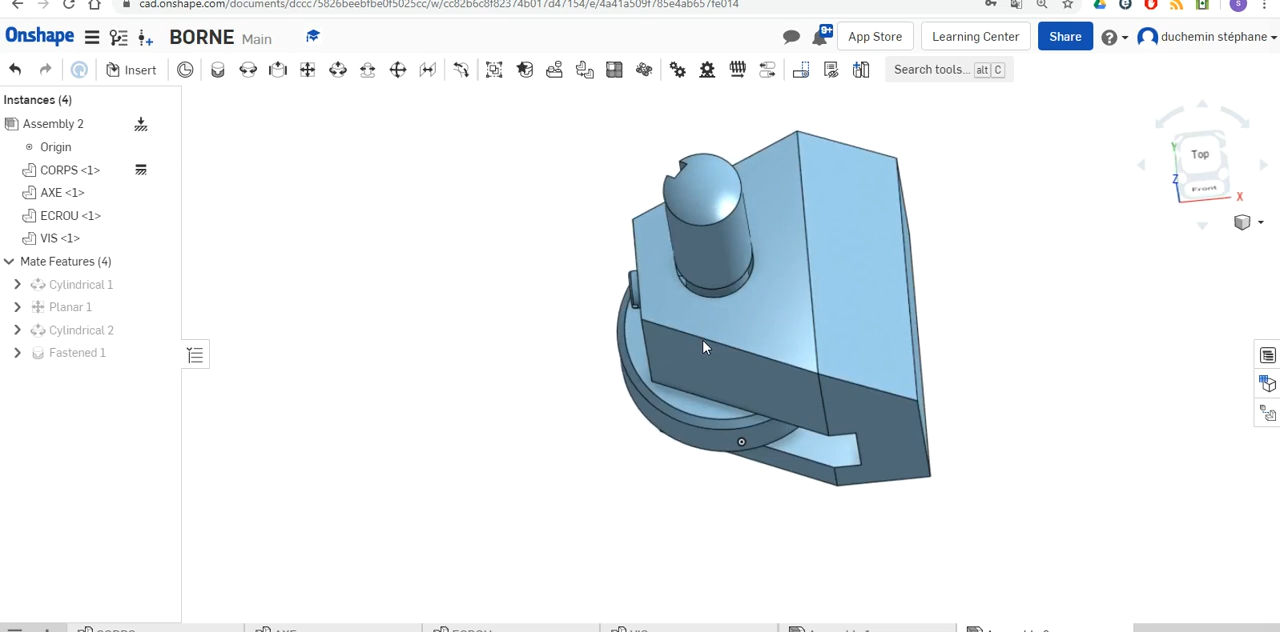 cad.onshape.com/documents/dccc75826beebfbe0f5025cc/w/cc82b6c8f82374b017d47154/e/4a41a509f785e4ab657fe014
Onshape BORNE Main 9+ App Store Learning Center Share duchemin stéphane
Insert Search tools... alt C
Instances (4)
Assembly 2
Origin
CORPS <1>
AXE <1>
ECROU <1>
VIS <1>
Mate Features (4)
Cylindrical 1
Planar 1
Cylindrical 2
Fastened 1
Top
Front
Y
Z
X